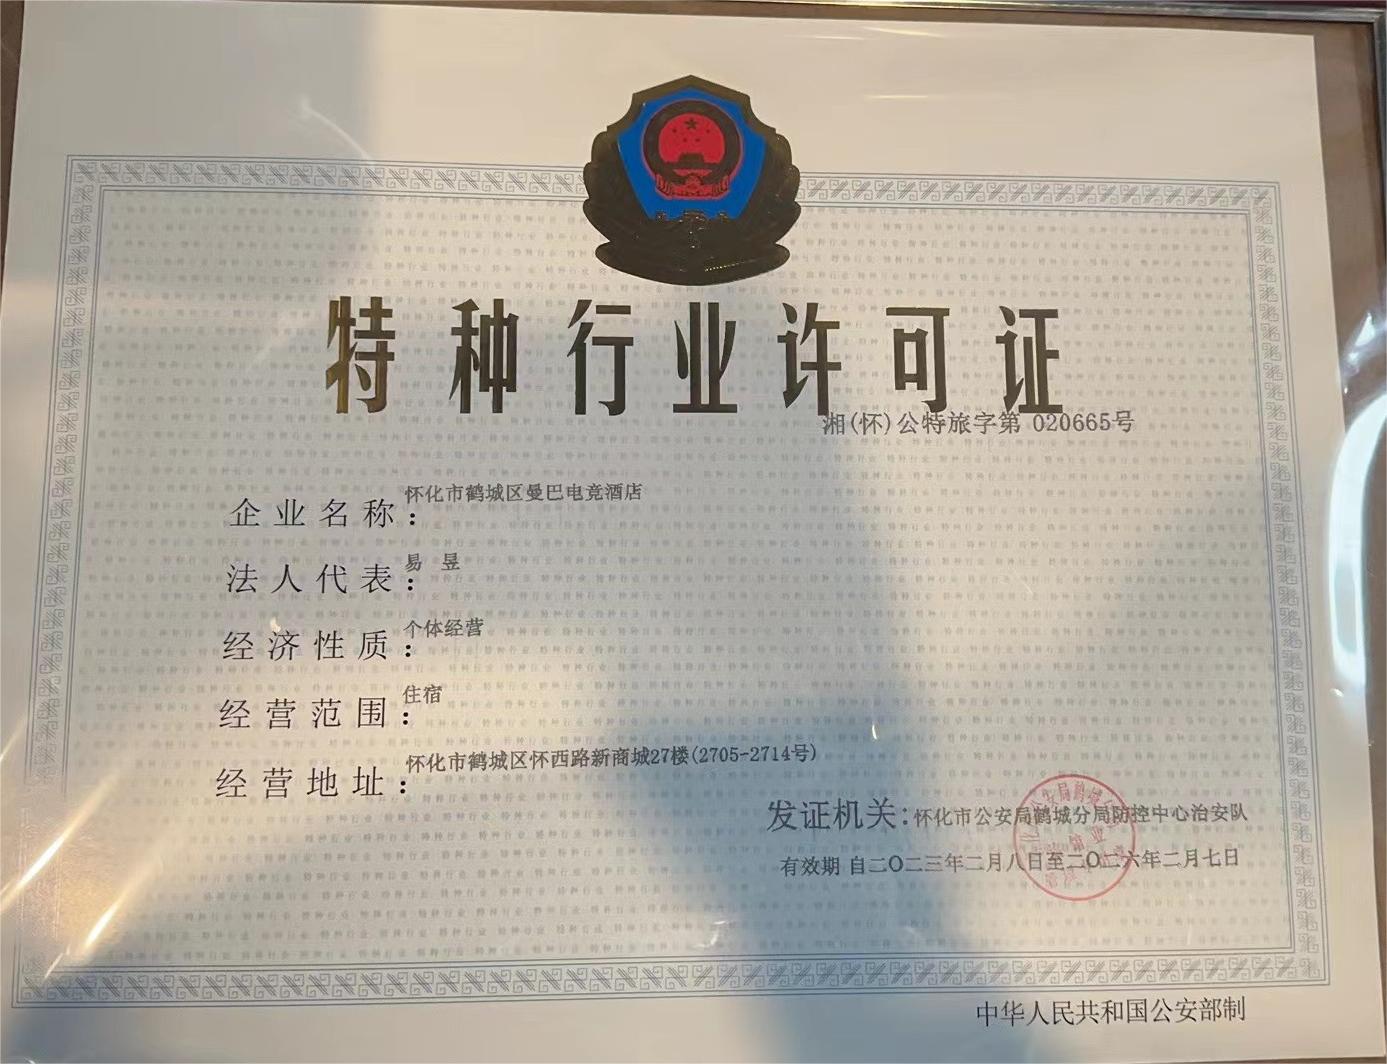 特种行业许可证
湘(怀)公特旅字第 020665号
企业名称：怀化市鹤城区曼巴电竞酒店
法人代表：易 昱
经济性质：个体经营
经营范围：住宿
经营地址：怀化市鹤城区怀西路新商城27楼(2705-2714号)
发证机关：怀化市公安局鹤城分局防控中心治安队
有效期 自二〇二三年二月八日至二〇二六年二月七日
中华人民共和国公安部制